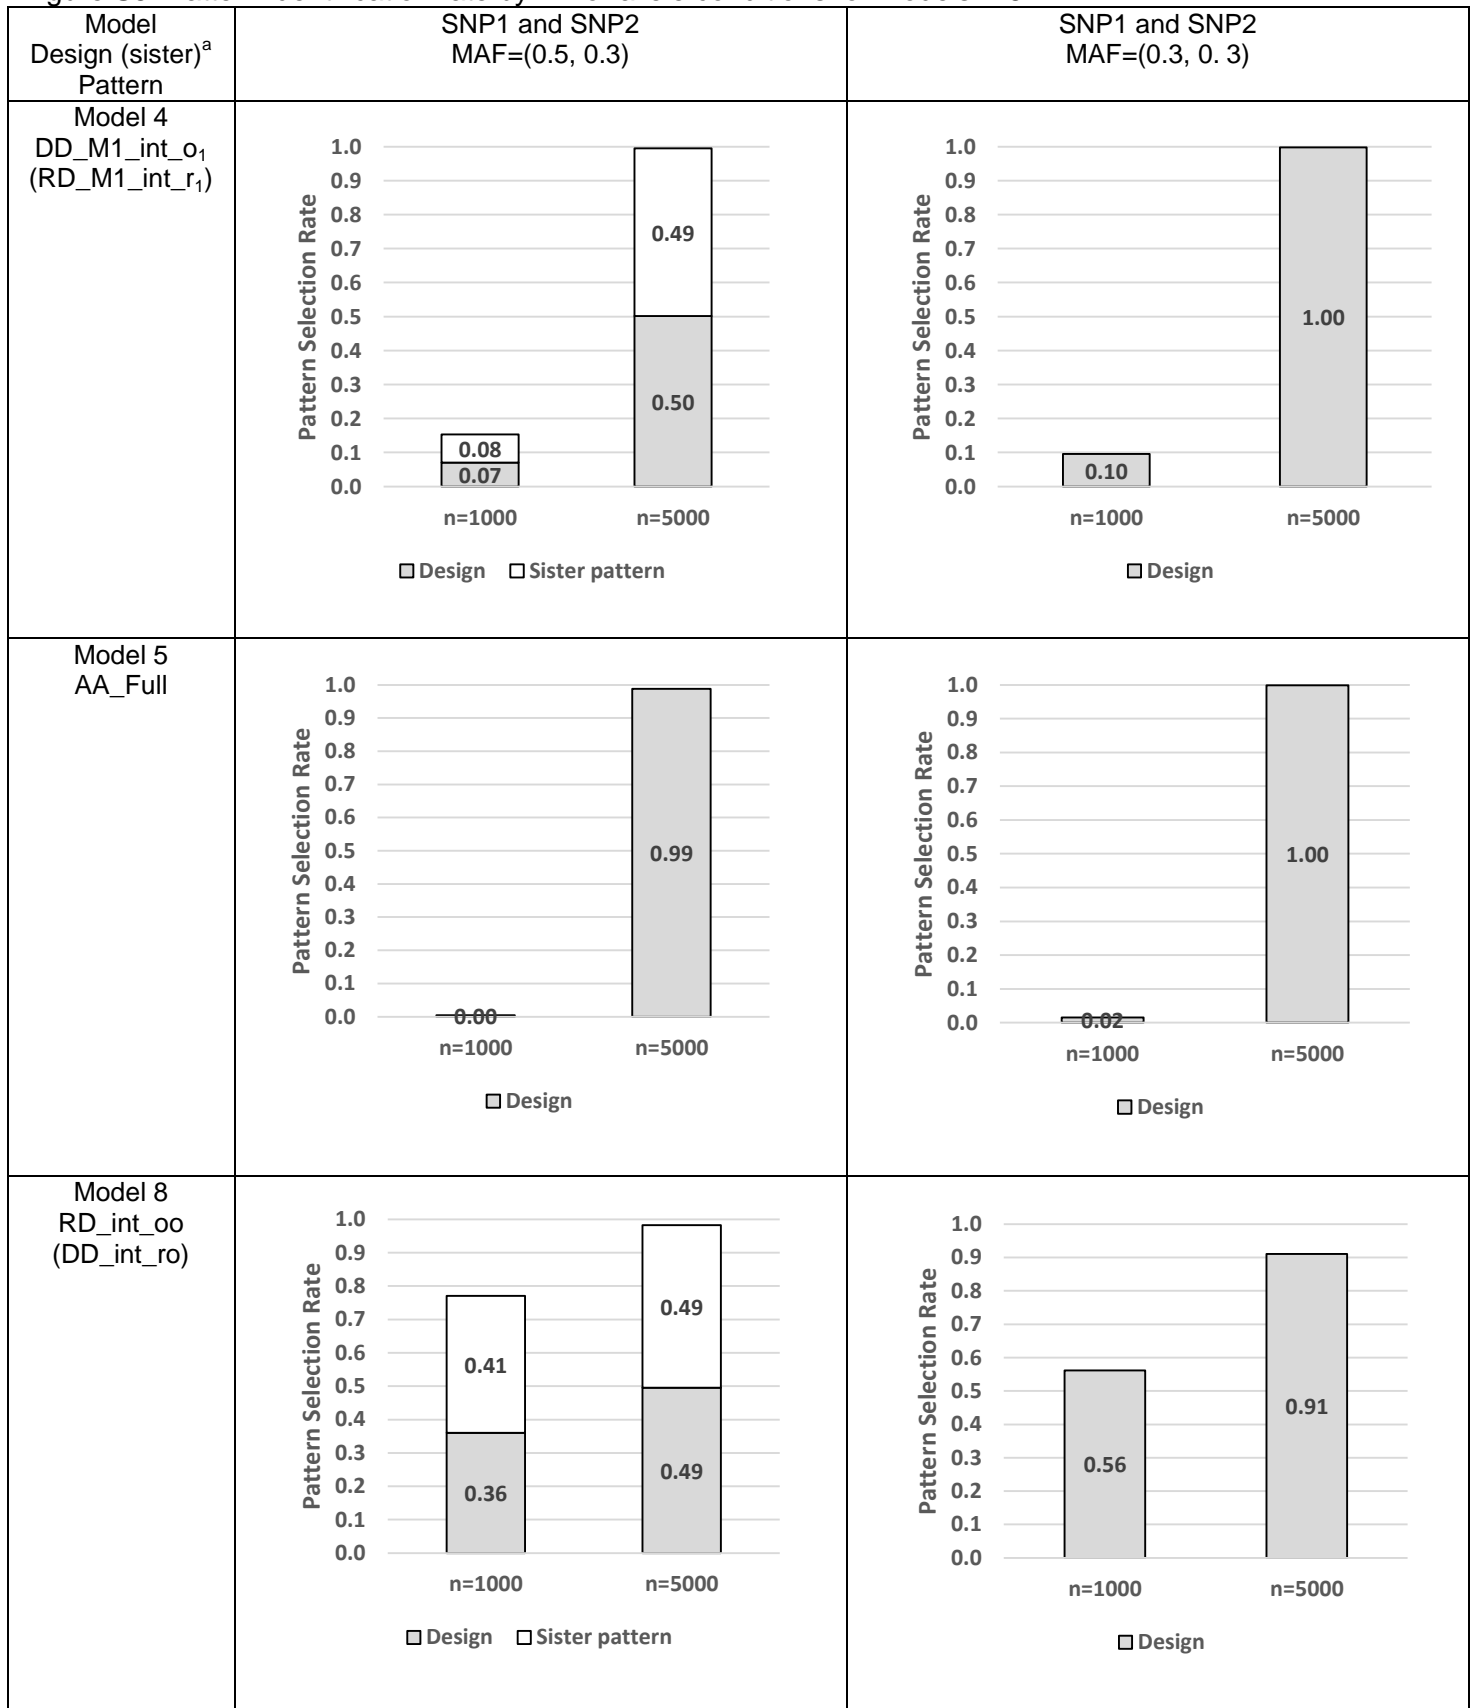 Model
Design (sister)a
Pattern
SNP1 and SNP2
MAF=(0.5, 0.3)
SNP1 and SNP2
MAF=(0.3, 0. 3)
Model 4
DD_M1_int_o1
(RD_M1_int_r1)
Pattern Selection Rate
1.0
0.9
0.8
0.7
0.6
0.5
0.4
0.3
0.2
0.1
0.0
0.08
0.07
0.49
0.50
n=1000 n=5000
Design Sister pattern
Pattern Selection Rate
1.0
0.9
0.8
0.7
0.6
0.5
0.4
0.3
0.2
0.1
0.0
0.10
1.00
n=1000 n=5000
Design
Model 5
AA_Full
Pattern Selection Rate
1.0
0.9
0.8
0.7
0.6
0.5
0.4
0.3
0.2
0.1
0.0
0.00
0.99
n=1000 n=5000
Design
Pattern Selection Rate
1.0
0.9
0.8
0.7
0.6
0.5
0.4
0.3
0.2
0.1
0.0
0.02
1.00
n=1000 n=5000
Design
Model 8
RD_int_oo
(DD_int_ro)
Pattern Selection Rate
1.0
0.9
0.8
0.7
0.6
0.5
0.4
0.3
0.2
0.1
0.0
0.41
0.36
0.49
0.49
n=1000 n=5000
Design Sister pattern
Pattern Selection Rate
1.0
0.9
0.8
0.7
0.6
0.5
0.4
0.3
0.2
0.1
0.0
0.56
0.91
n=1000 n=5000
Design